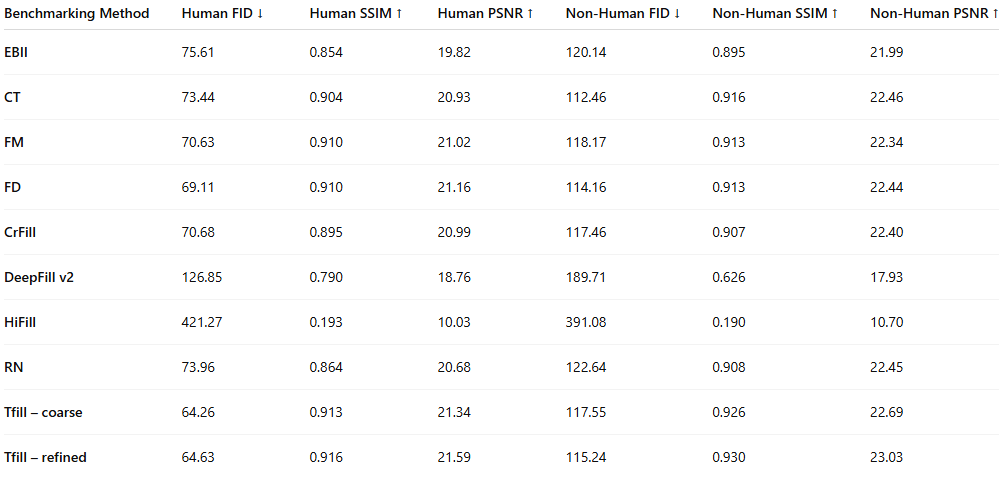 Benchmarking Method Human FID ↓ Human SSIM ↑ Human PSNR ↑ Non-Human FID ↓ Non-Human SSIM ↑ Non-Human PSNR ↑
EBII 75.61 0.854 19.82 120.14 0.895 21.99
CT 73.44 0.904 20.93 112.46 0.916 22.46
FM 70.63 0.910 21.02 118.17 0.913 22.34
FD 69.11 0.910 21.16 114.16 0.913 22.44
CrFill 70.68 0.895 20.99 117.46 0.907 22.40
DeepFill v2 126.85 0.790 18.76 189.71 0.626 17.93
HiFill 421.27 0.193 10.03 391.08 0.190 10.70
RN 73.96 0.864 20.68 122.64 0.908 22.45
Tfill – coarse 64.26 0.913 21.34 117.55 0.926 22.69
Tfill – refined 64.63 0.916 21.59 115.24 0.930 23.03